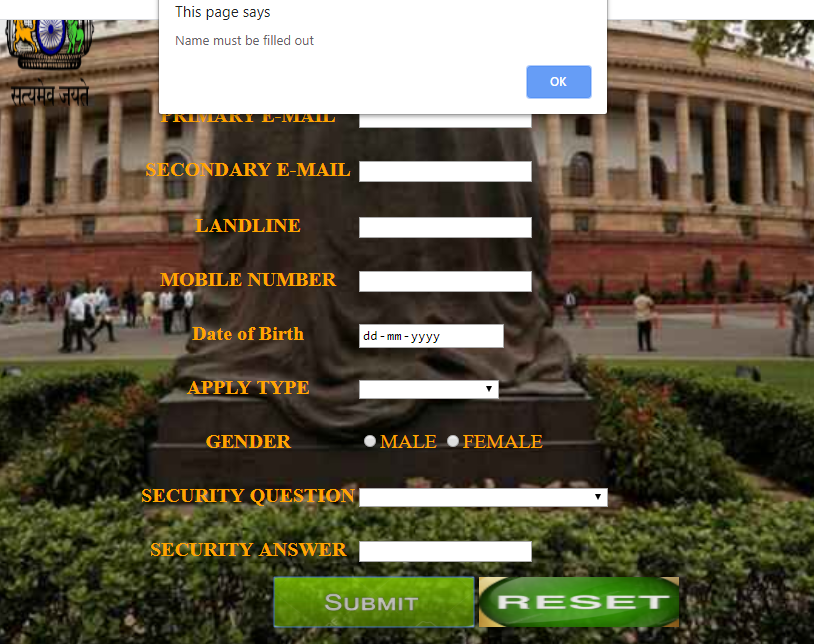 This page says
Name must be filled out
OK
सत्यमेव जयते
PRIMARY E-MAIL
SECONDARY E-MAIL
LANDLINE
MOBILE NUMBER
Date of Birth dd-mm-yyyy
APPLY TYPE
GENDER MALE FEMALE
SECURITY QUESTION
SECURITY ANSWER
SUBMIT RESET